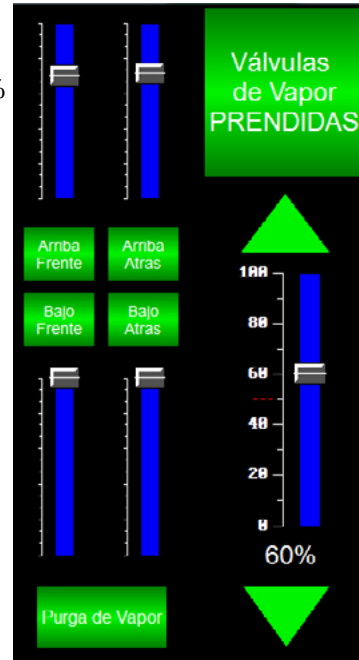 %
Válvulas
de Vapor
PRENDIDAS
Arriba
Frente
Arriba
Atras
Bajo
Frente
Bajo
Atras
100
80
60
40
20
0
60%
Purga de Vapor